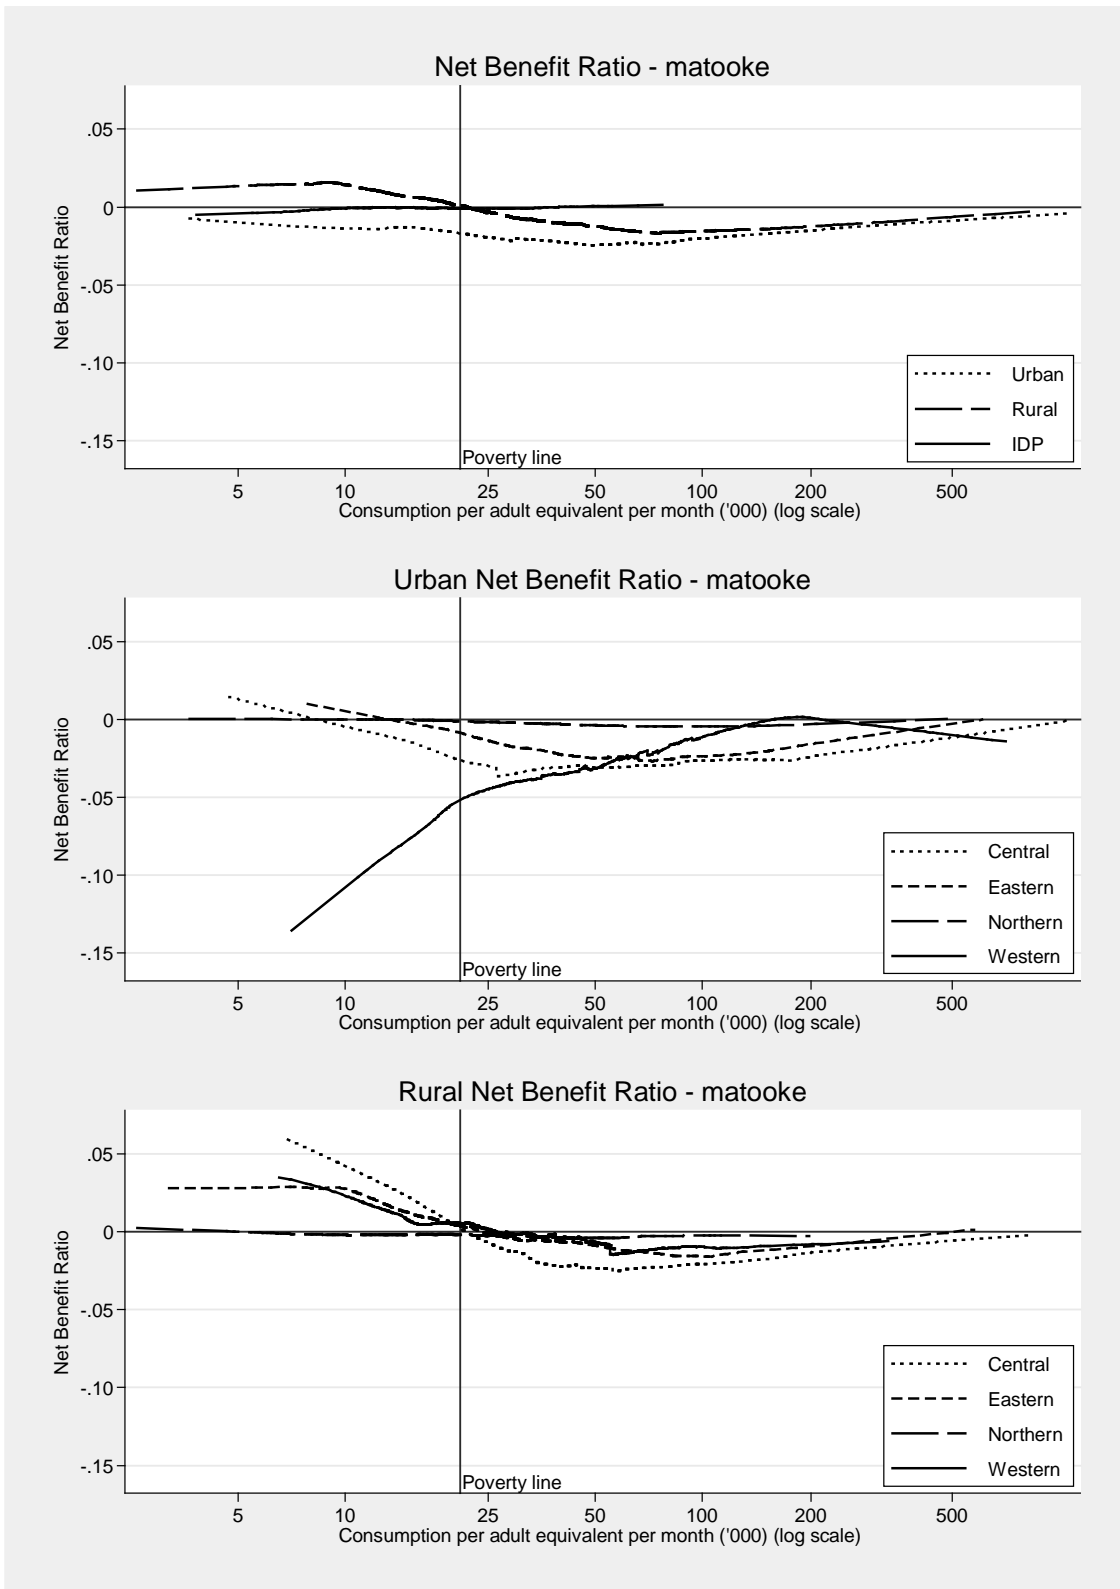 Net Benefit Ratio - matooke
.05
0
-.05
-.10
-.15
Net Benefit Ratio
Urban
Rural
IDP
Poverty line
5 10 25 50 100 200 500
Consumption per adult equivalent per month ('000) (log scale)
Urban Net Benefit Ratio - matooke
.05
0
-.05
-.10
-.15
Net Benefit Ratio
Central
Eastern
Northern
Western
Poverty line
5 10 25 50 100 200 500
Consumption per adult equivalent per month ('000) (log scale)
Rural Net Benefit Ratio - matooke
.05
0
-.05
-.10
-.15
Net Benefit Ratio
Central
Eastern
Northern
Western
Poverty line
5 10 25 50 100 200 500
Consumption per adult equivalent per month ('000) (log scale)